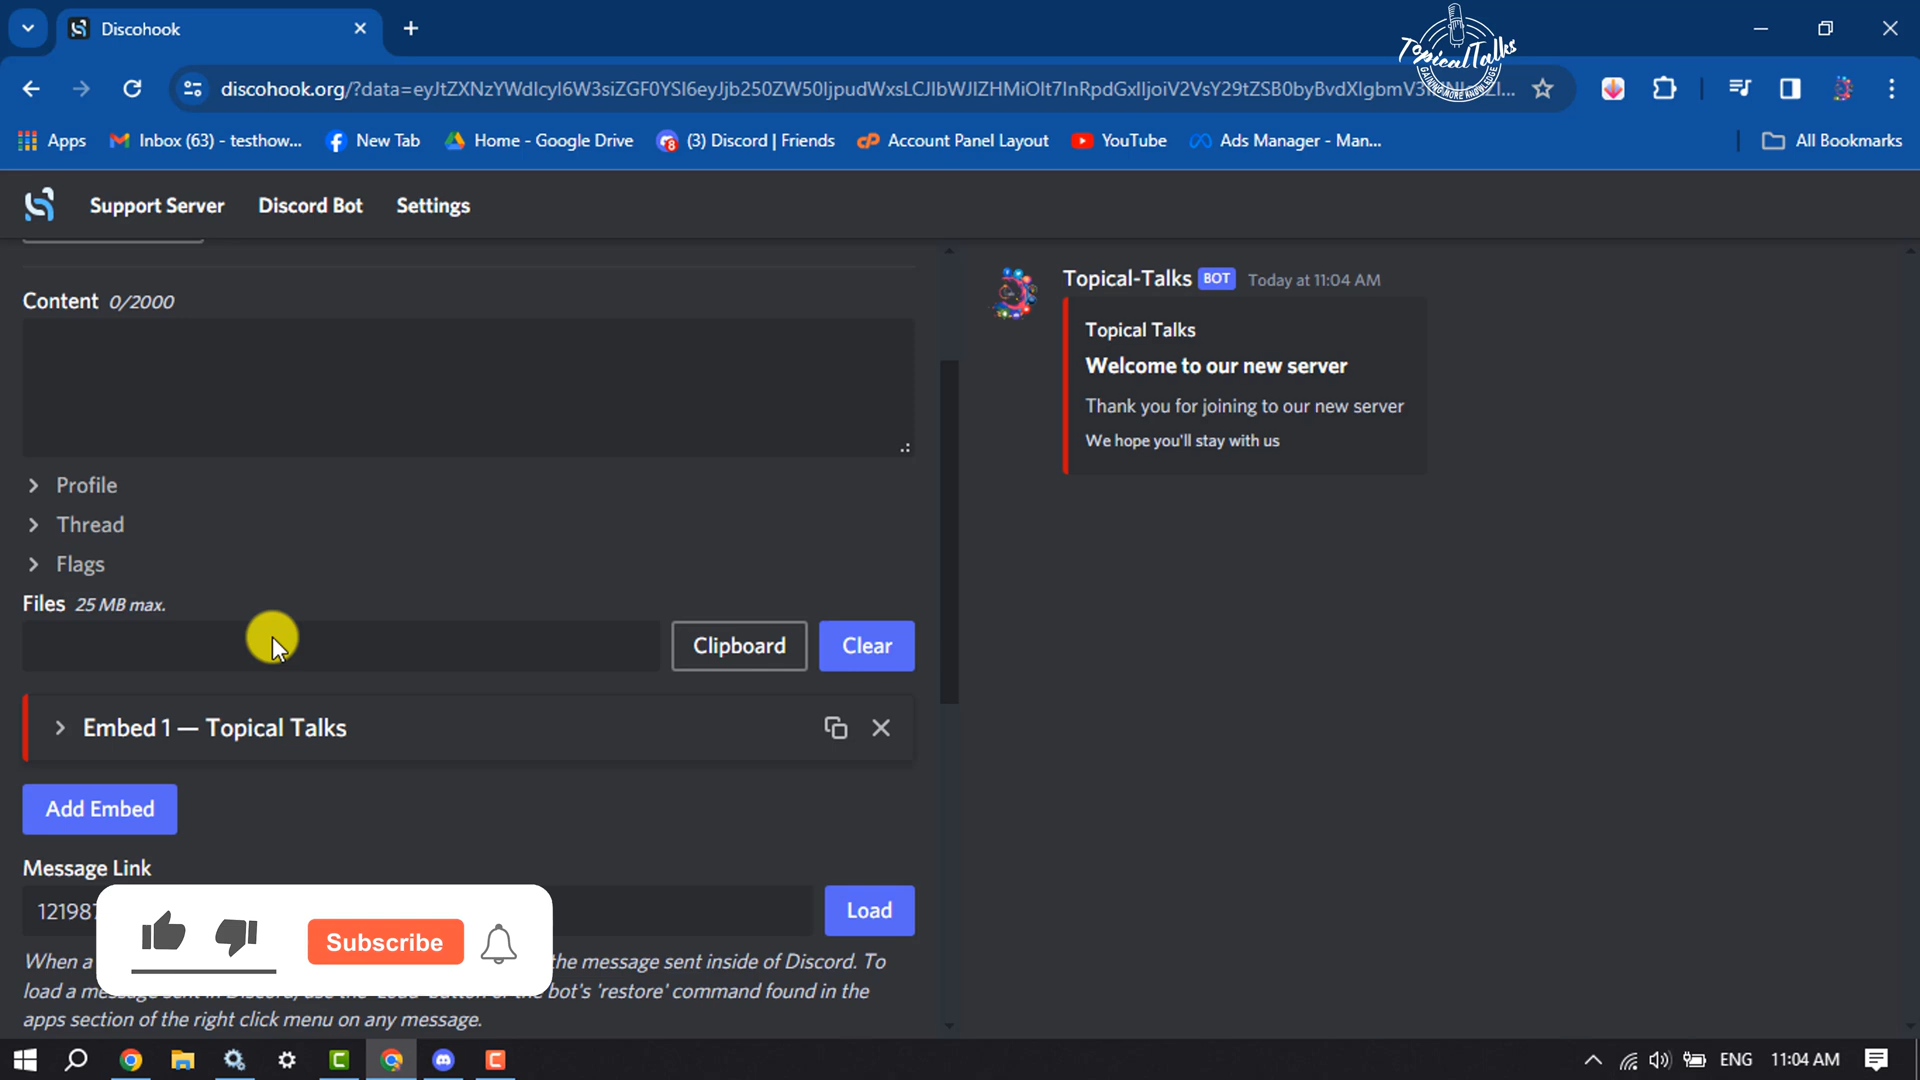 Discohook
TopicalTalks
GAINING MORE KNOWLEDGE
discohook.org
Apps
Inbox (63) - testhow...
New Tab
Home - Google Drive
(3) Discord | Friends
Account Panel Layout
YouTube
Ads Manager - Man...
All Bookmarks
Support Server
Discord Bot
Settings
Content 0/2000
Profile
Thread
Flags
Files 25 MB max.
Clipboard
Clear
Embed 1 — Topical Talks
Add Embed
Message Link
12198
Load
When a
the message sent inside of Discord. To
load a
bot's 'restore' command found in the
apps section of the right click menu on any message.
Subscribe
Topical-Talks BOT Today at 11:04 AM
Topical Talks
Welcome to our new server
Thank you for joining to our new server
We hope you'll stay with us
ENG
11:04 AM